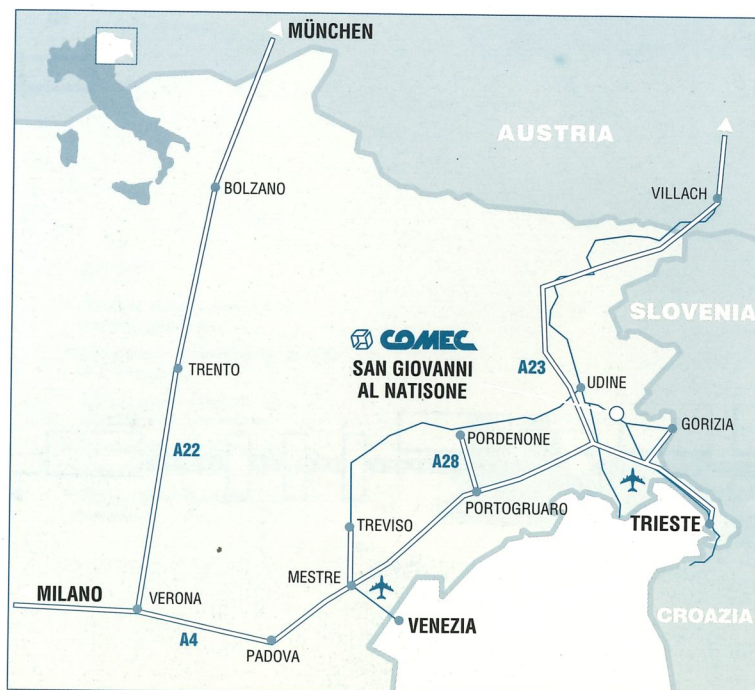 MÜNCHEN
AUSTRIA
BOLZANO
VILLACH
SLOVENIA
COMEC
SAN GIOVANNI
AL NATISONE
A23
TRENTO
UDINE
GORIZIA
A22
PORDENONE
A28
PORTOGRUARO
TREVISO
TRIESTE
MESTRE
MILANO
VERONA
VENEZIA
CROAZIA
A4
PADOVA